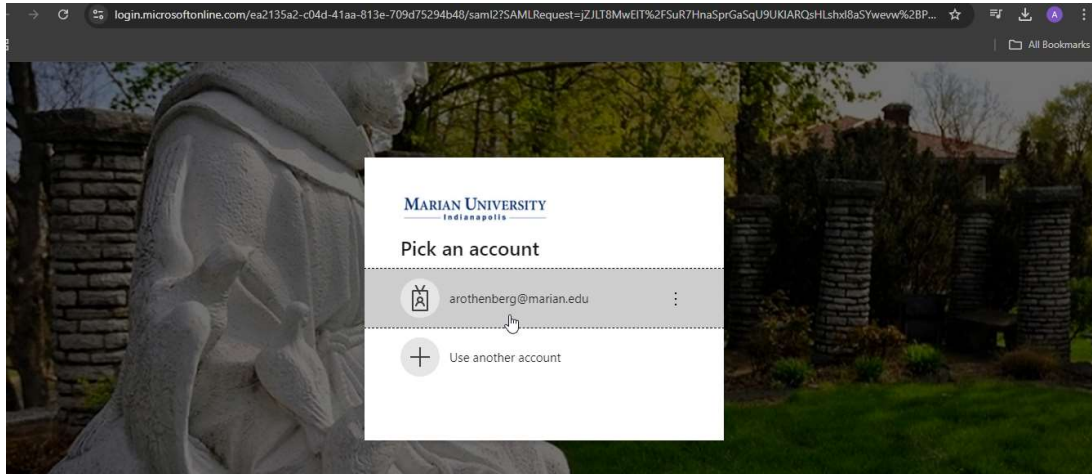 login.microsoftonline.com/ea2135a2-c04d-41aa-813e-709d75294b48/saml2?SAMLRequest=jZJLT8MwEIT%2FSuR7HnaSprGaSqU9UKlARQsHLshxl8aSYwevw%2BP...
A
All Bookmarks
MARIAN UNIVERSITY
Indianapolis
Pick an account
arothenberg@marian.edu
Use another account